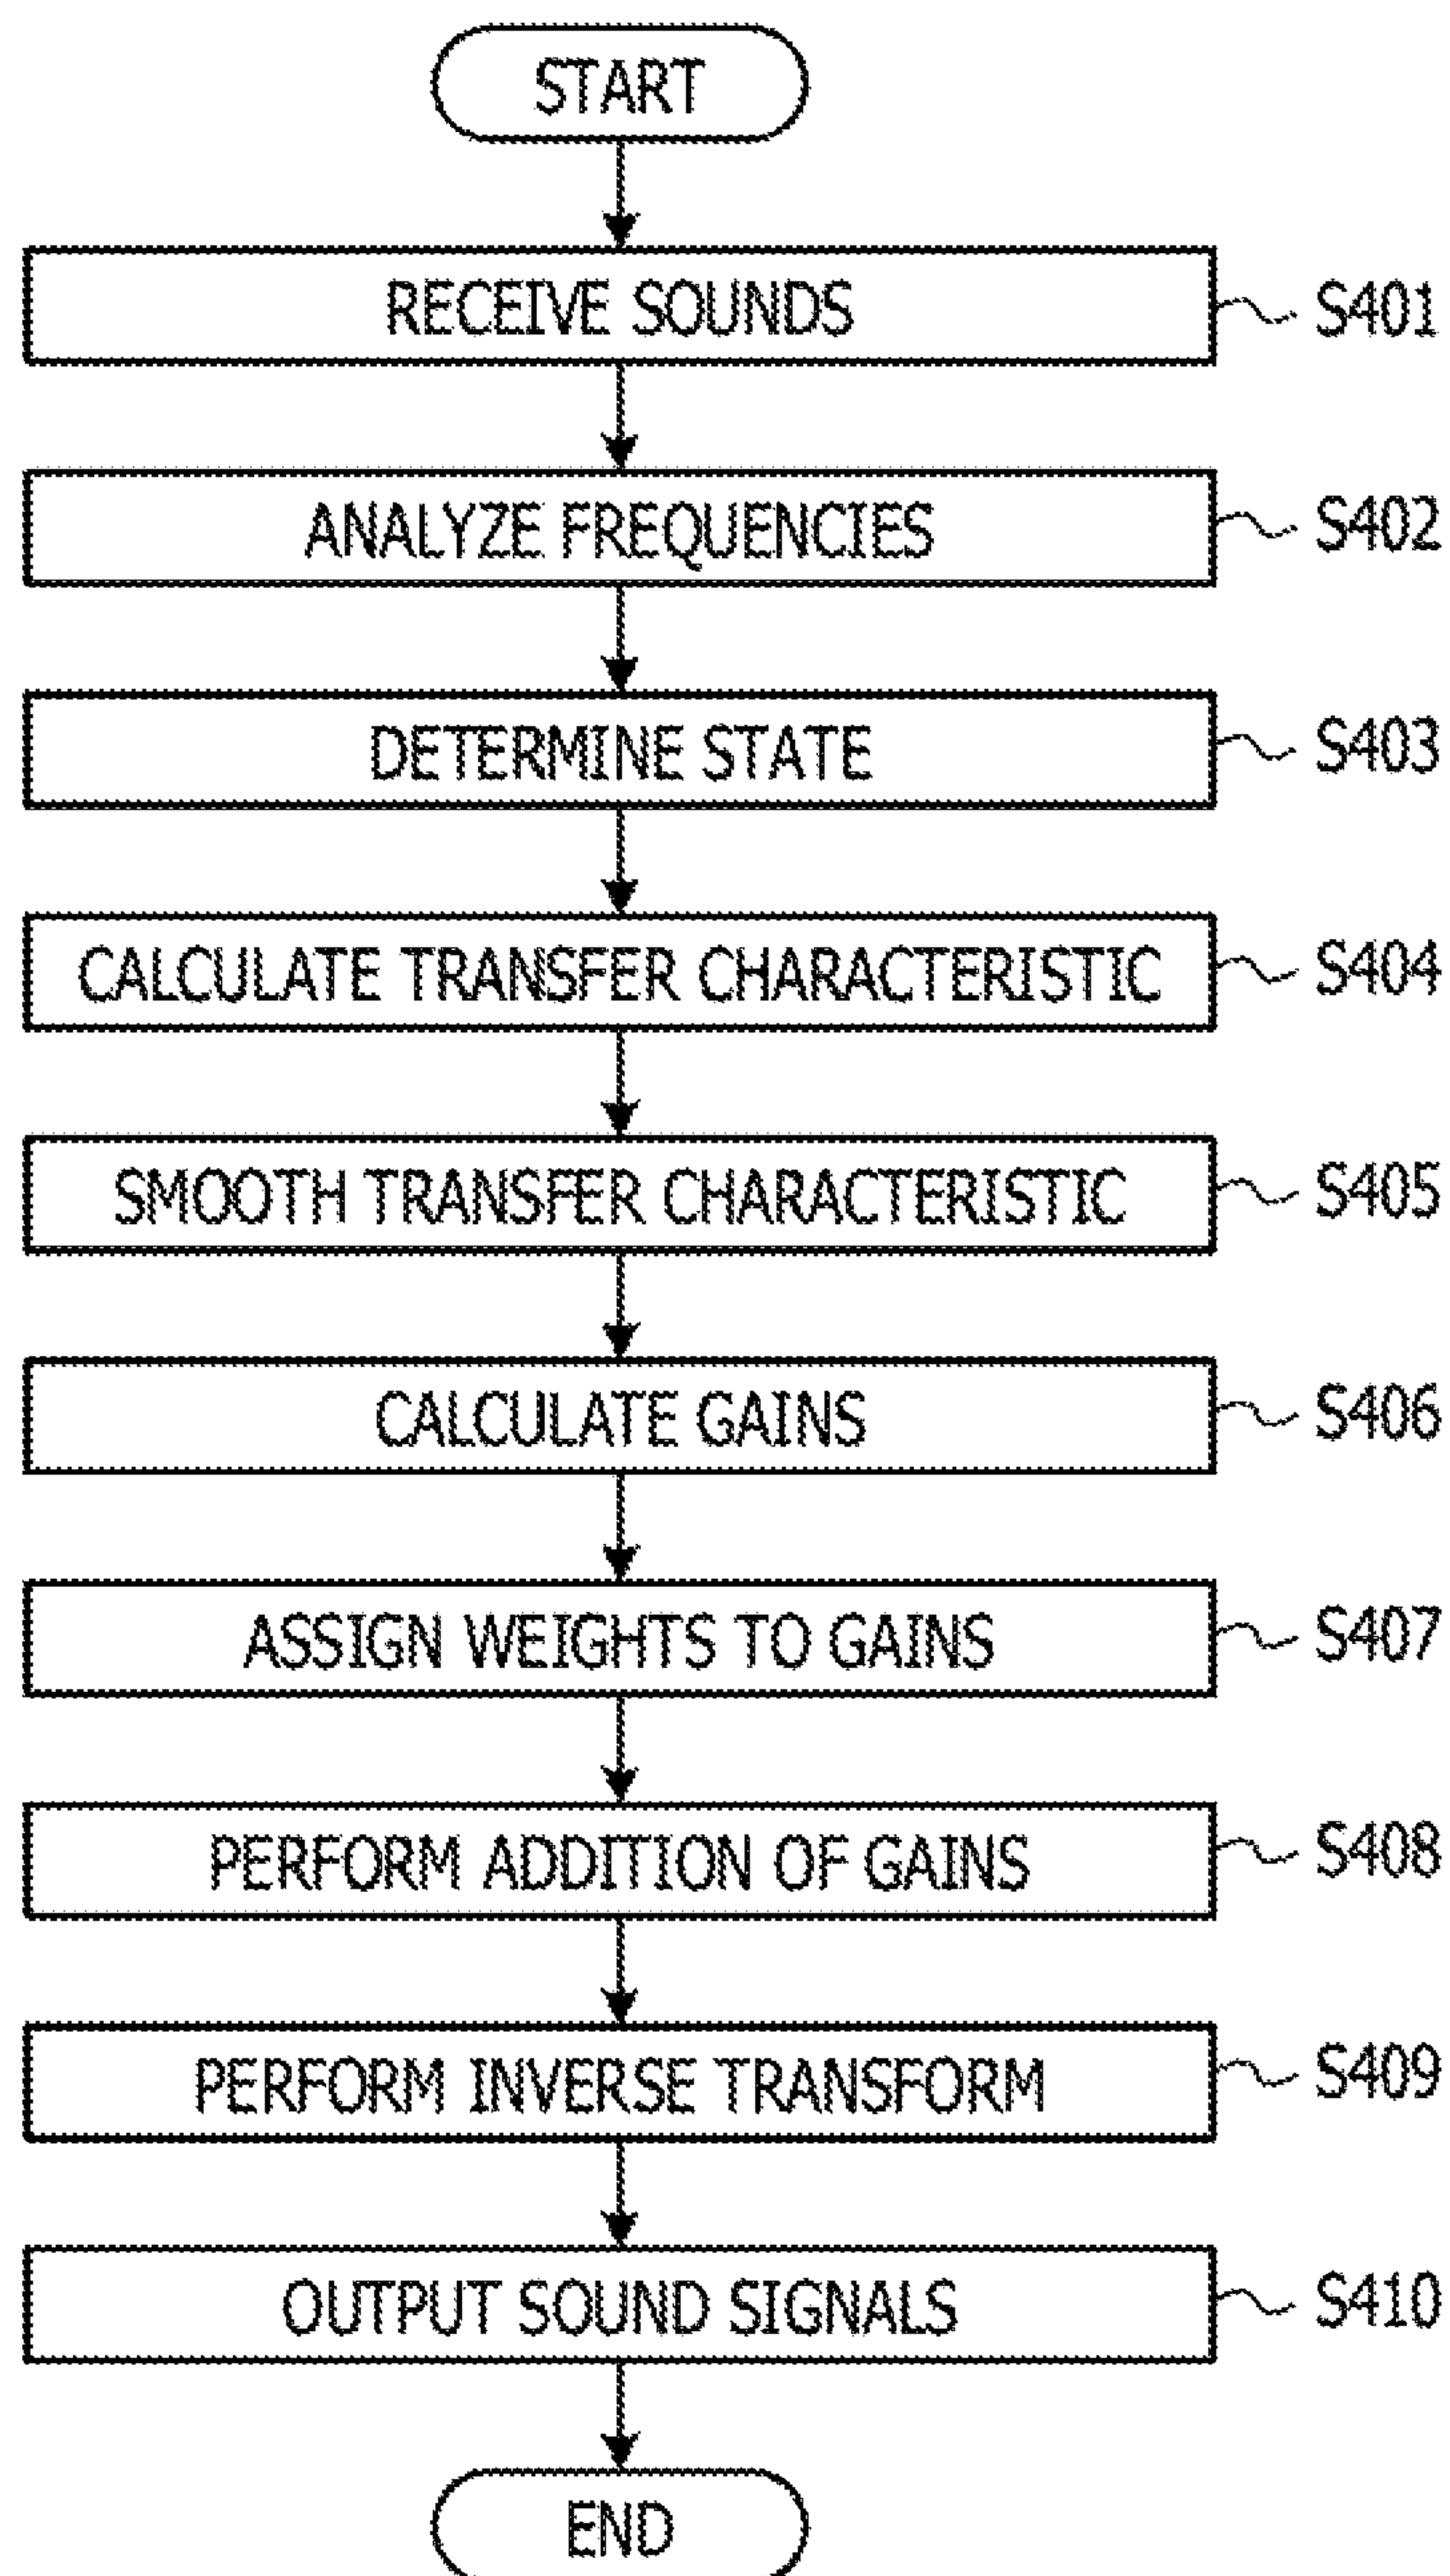 START
RECEIVE SOUNDS S401
ANALYZE FREQUENCIES S402
DETERMINE STATE S403
CALCULATE TRANSFER CHARACTERISTIC S404
SMOOTH TRANSFER CHARACTERISTIC S405
CALCULATE GAINS S406
ASSIGN WEIGHTS TO GAINS S407
PERFORM ADDITION OF GAINS S408
PERFORM INVERSE TRANSFORM S409
OUTPUT SOUND SIGNALS S410
END